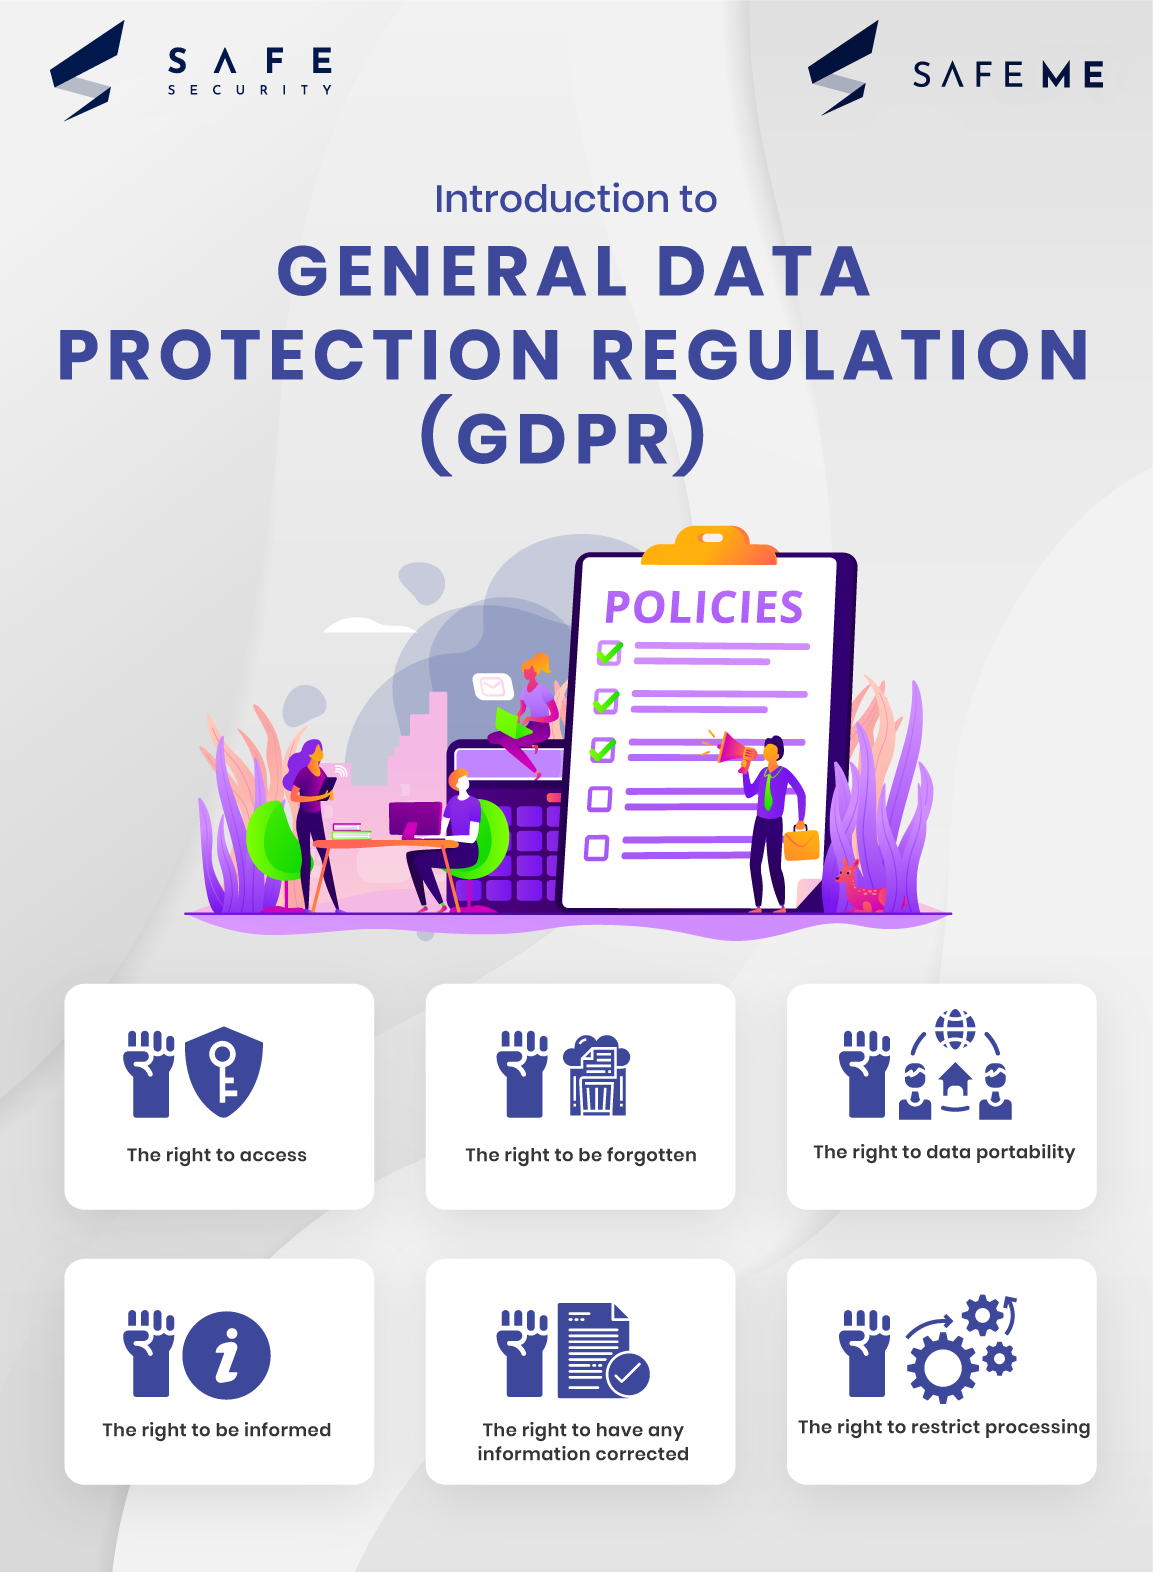 SAFE
SECURITY
SAFE ME
Introduction to
GENERAL DATA
PROTECTION REGULATION
(GDPR)
POLICIES
The right to access
The right to be forgotten
The right to data portability
The right to be informed
The right to have any
information corrected
The right to restrict processing